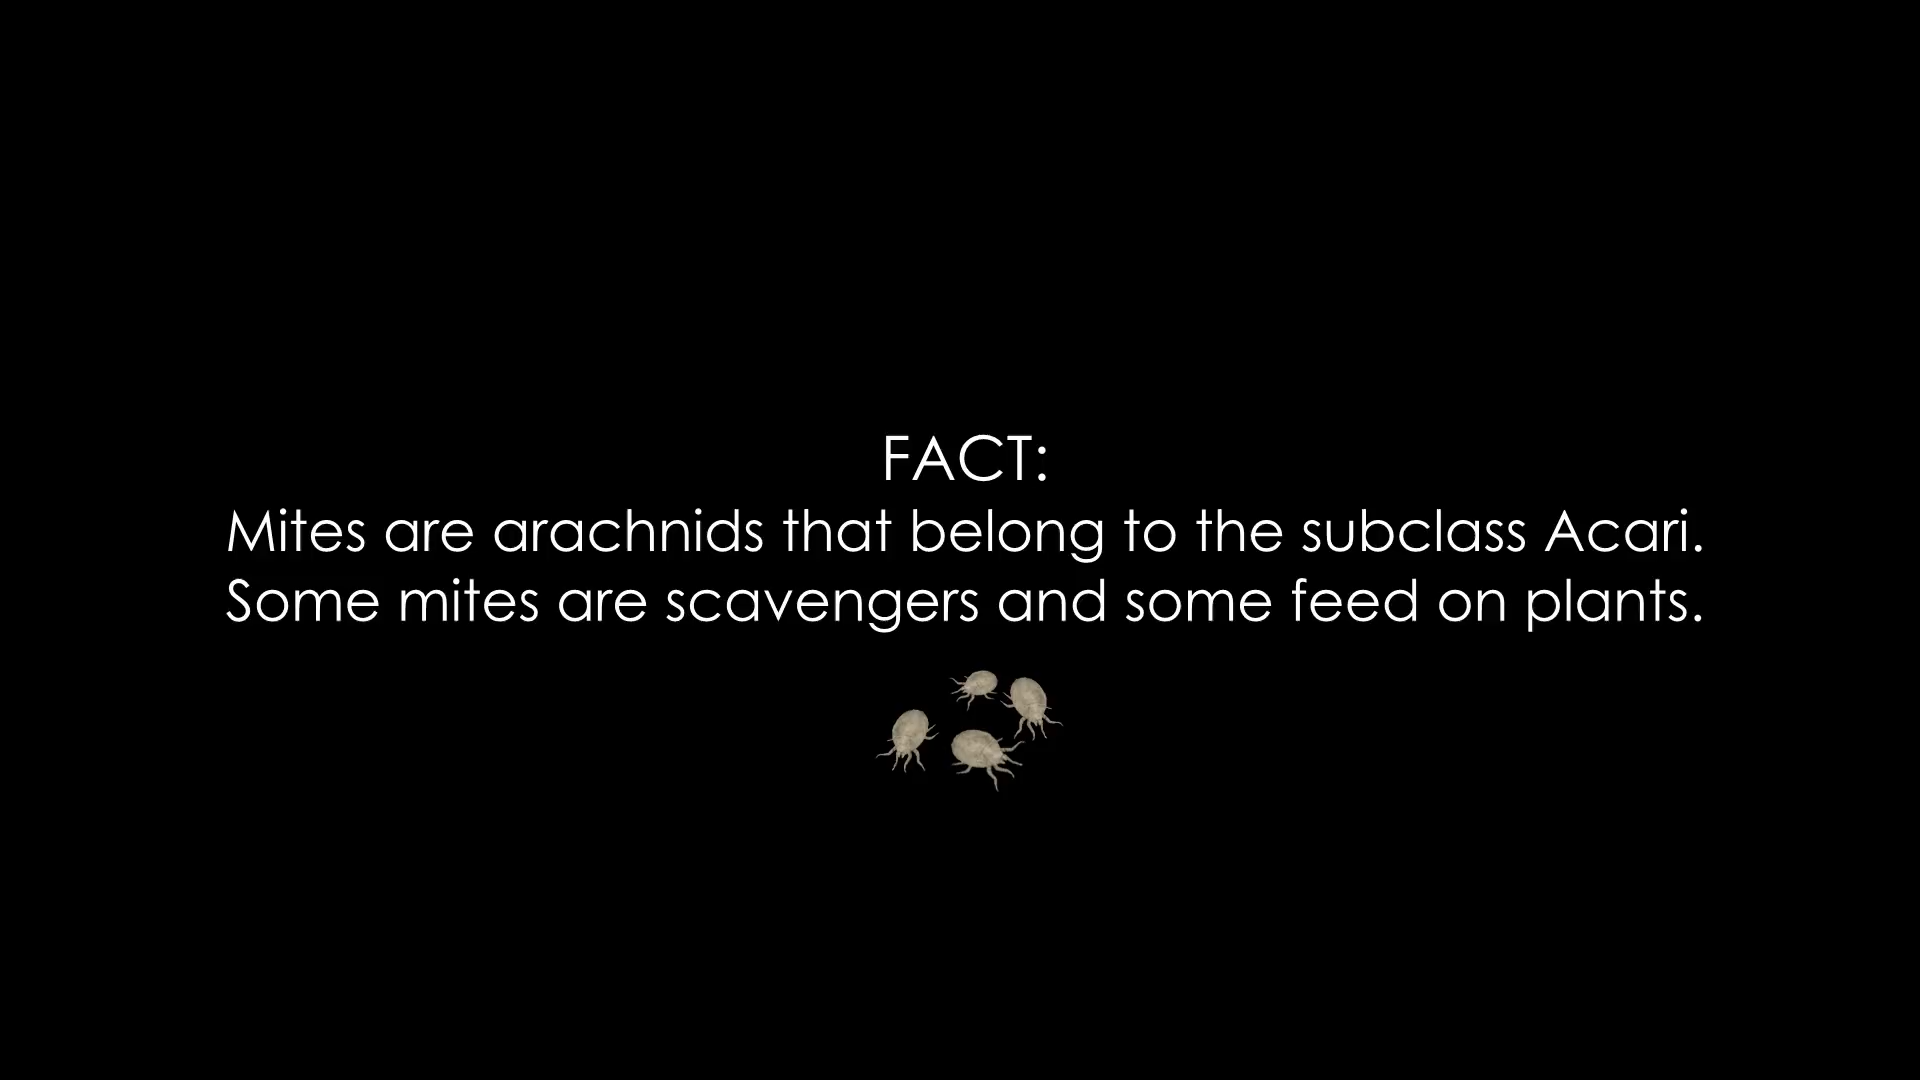 FACT:
Mites are arachnids that belong to the subclass Acari.
Some mites are scavengers and some feed on plants.